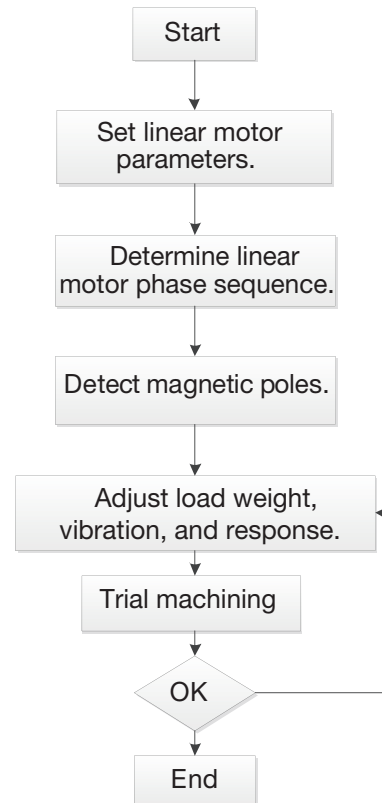 Start
Set linear motor
parameters.
Determine linear
motor phase sequence.
Detect magnetic poles.
Adjust load weight,
vibration, and response.
Trial machining
OK
End